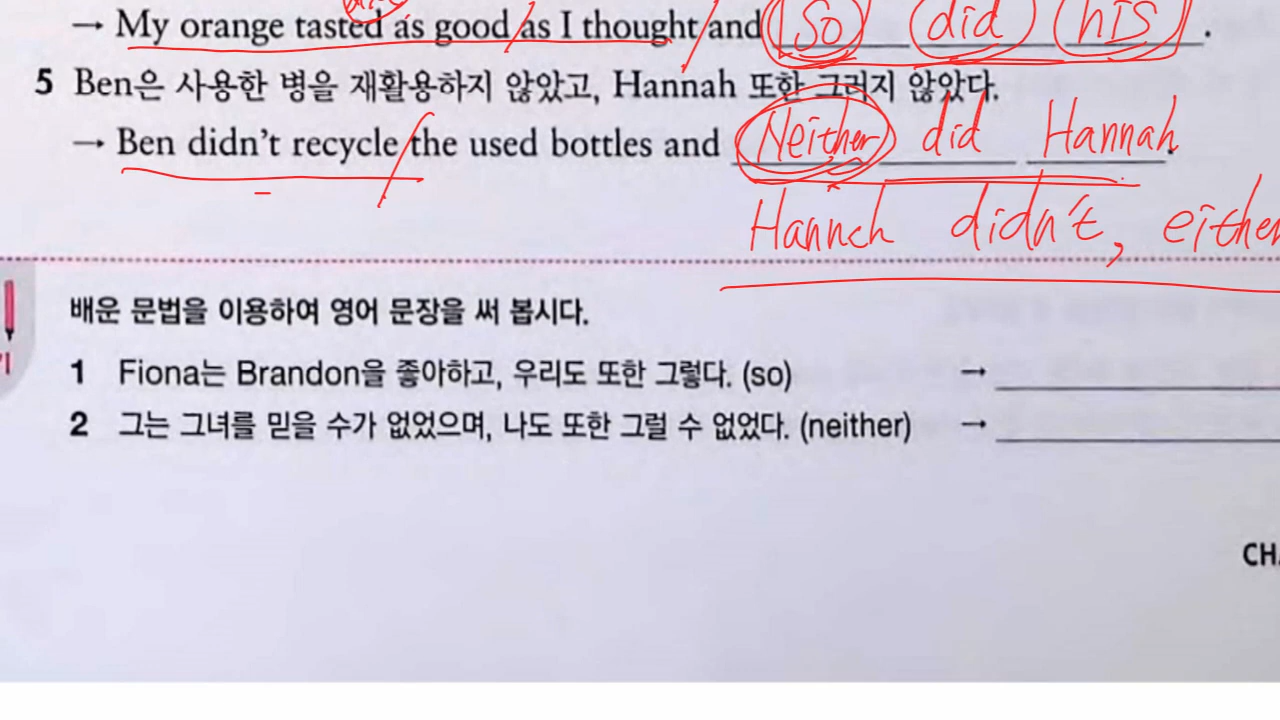 → My orange tasted as good as I thought and So did his.
5 Ben은 사용한 병을 재활용하지 않았고, Hannah 또한 그러지 않았다.
→ Ben didn't recycle the used bottles and Neither did Hannah.
Hanneh didn't, either
배운 문법을 이용하여 영어 문장을 써 봅시다.
1 Fiona는 Brandon을 좋아하고, 우리도 또한 그렇다. (so) →
2 그는 그녀를 믿을 수가 없었으며, 나도 또한 그럴 수 없었다. (neither) →